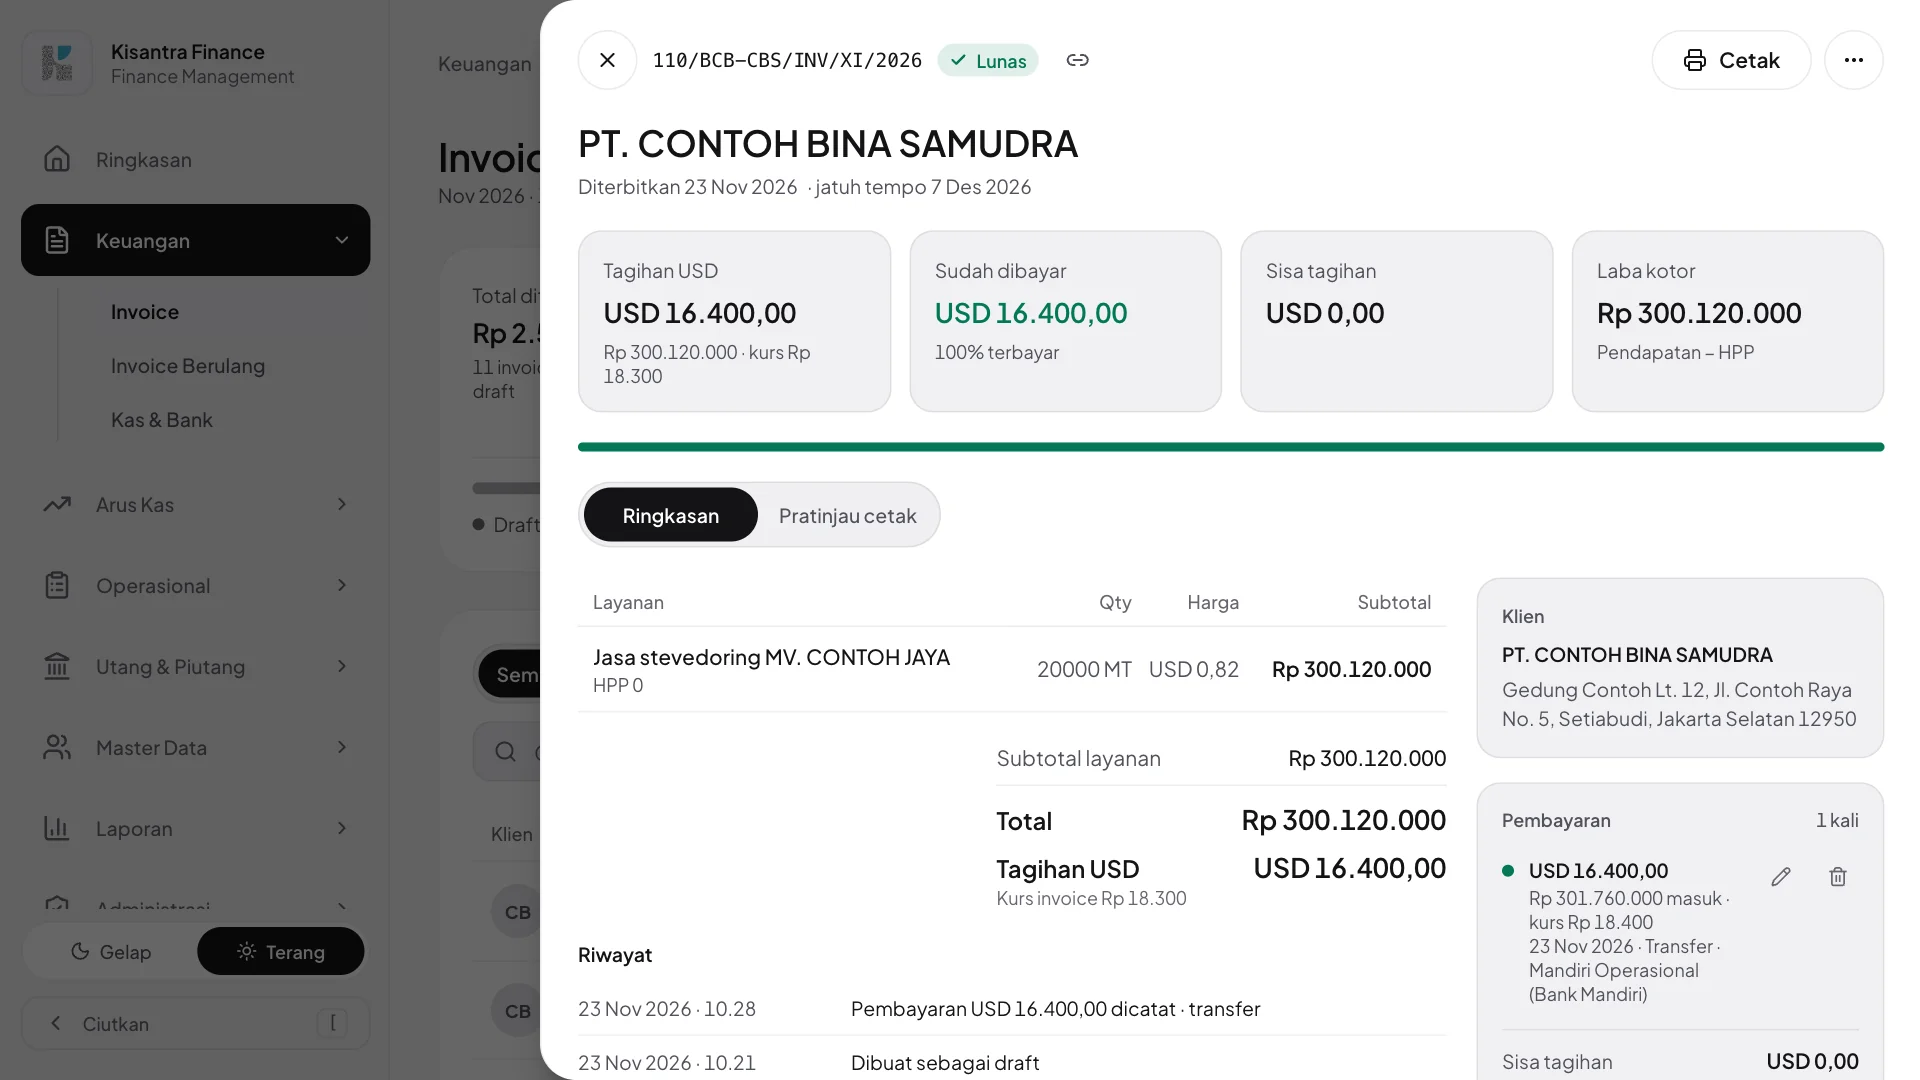 Kisantra Finance
Finance Management
Ringkasan
Keuangan
Invoice
Invoice Berulang
Kas & Bank
Arus Kas
Operasional
Utang & Piutang
Master Data
Laporan
Administrasi
Gelap
Terang
Ciutkan
[
Keuangan
Invoic
Nov 2026 ·
Total di
Rp 2.5
11 invoi
draft
Draft
Sem
Klien
CB
CB
110/BCB-CBS/INV/XI/2026
Lunas
Cetak
PT. CONTOH BINA SAMUDRA
Diterbitkan 23 Nov 2026 · jatuh tempo 7 Des 2026
Tagihan USD
USD 16.400,00
Rp 300.120.000 · kurs Rp
18.300
Sudah dibayar
USD 16.400,00
100% terbayar
Sisa tagihan
USD 0,00
Laba kotor
Rp 300.120.000
Pendapatan – HPP
Ringkasan
Pratinjau cetak
Layanan Qty Harga Subtotal
Jasa stevedoring MV. CONTOH JAYA
HPP 0
20000 MT USD 0,82 Rp 300.120.000
Subtotal layanan Rp 300.120.000
Total Rp 300.120.000
Tagihan USD USD 16.400,00
Kurs invoice Rp 18.300
Riwayat
23 Nov 2026 · 10.28 Pembayaran USD 16.400,00 dicatat · transfer
23 Nov 2026 · 10.21 Dibuat sebagai draft
Klien
PT. CONTOH BINA SAMUDRA
Gedung Contoh Lt. 12, Jl. Contoh Raya
No. 5, Setiabudi, Jakarta Selatan 12950
Pembayaran 1 kali
USD 16.400,00
Rp 301.760.000 masuk ·
kurs Rp 18.400
23 Nov 2026 · Transfer ·
Mandiri Operasional
(Bank Mandiri)
Sisa tagihan USD 0,00